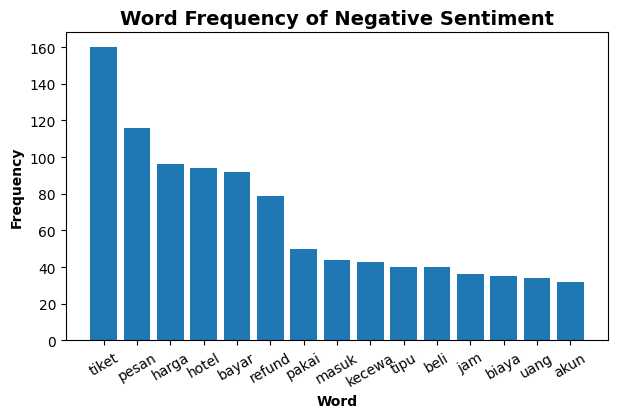 Word Frequency of Negative Sentiment
Frequency
160
140
120
100
80
60
40
20
0
tiket pesan harga hotel bayar refund pakai masuk kecewa tipu beli jam biaya uang akun
Word